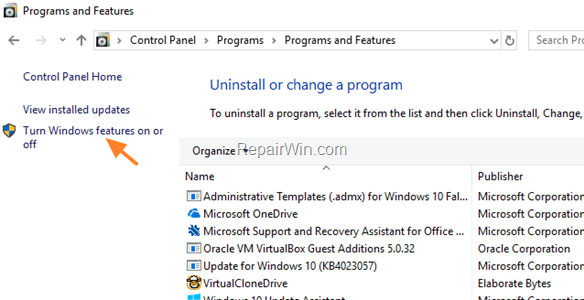 Programs and Features
Control Panel > Programs > Programs and Features
Search Pro
Control Panel Home
View installed updates
Turn Windows features on or
off
Uninstall or change a program
To uninstall a program, select it from the list and then click Uninstall, Change,
Organize
RepairWin.com
Name Publisher
Administrative Templates (.admx) for Windows 10 Fal... Microsoft Corporation
Microsoft OneDrive Microsoft Corporation
Microsoft Support and Recovery Assistant for Office ... Microsoft Corporation
Oracle VM VirtualBox Guest Additions 5.0.32 Oracle Corporation
Update for Windows 10 (KB4023057) Microsoft Corporation
VirtualCloneDrive Elaborate Bytes
Windows 10 Update Assistant Microsoft Corporation